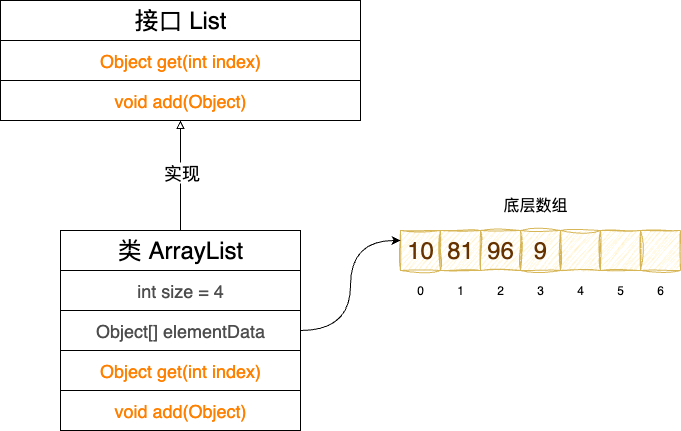 接口 List
Object get(int index)
void add(Object)
实现
类 ArrayList
int size = 4
Object[] elementData
Object get(int index)
void add(Object)
底层数组
10 81 96 9
0 1 2 3 4 5 6